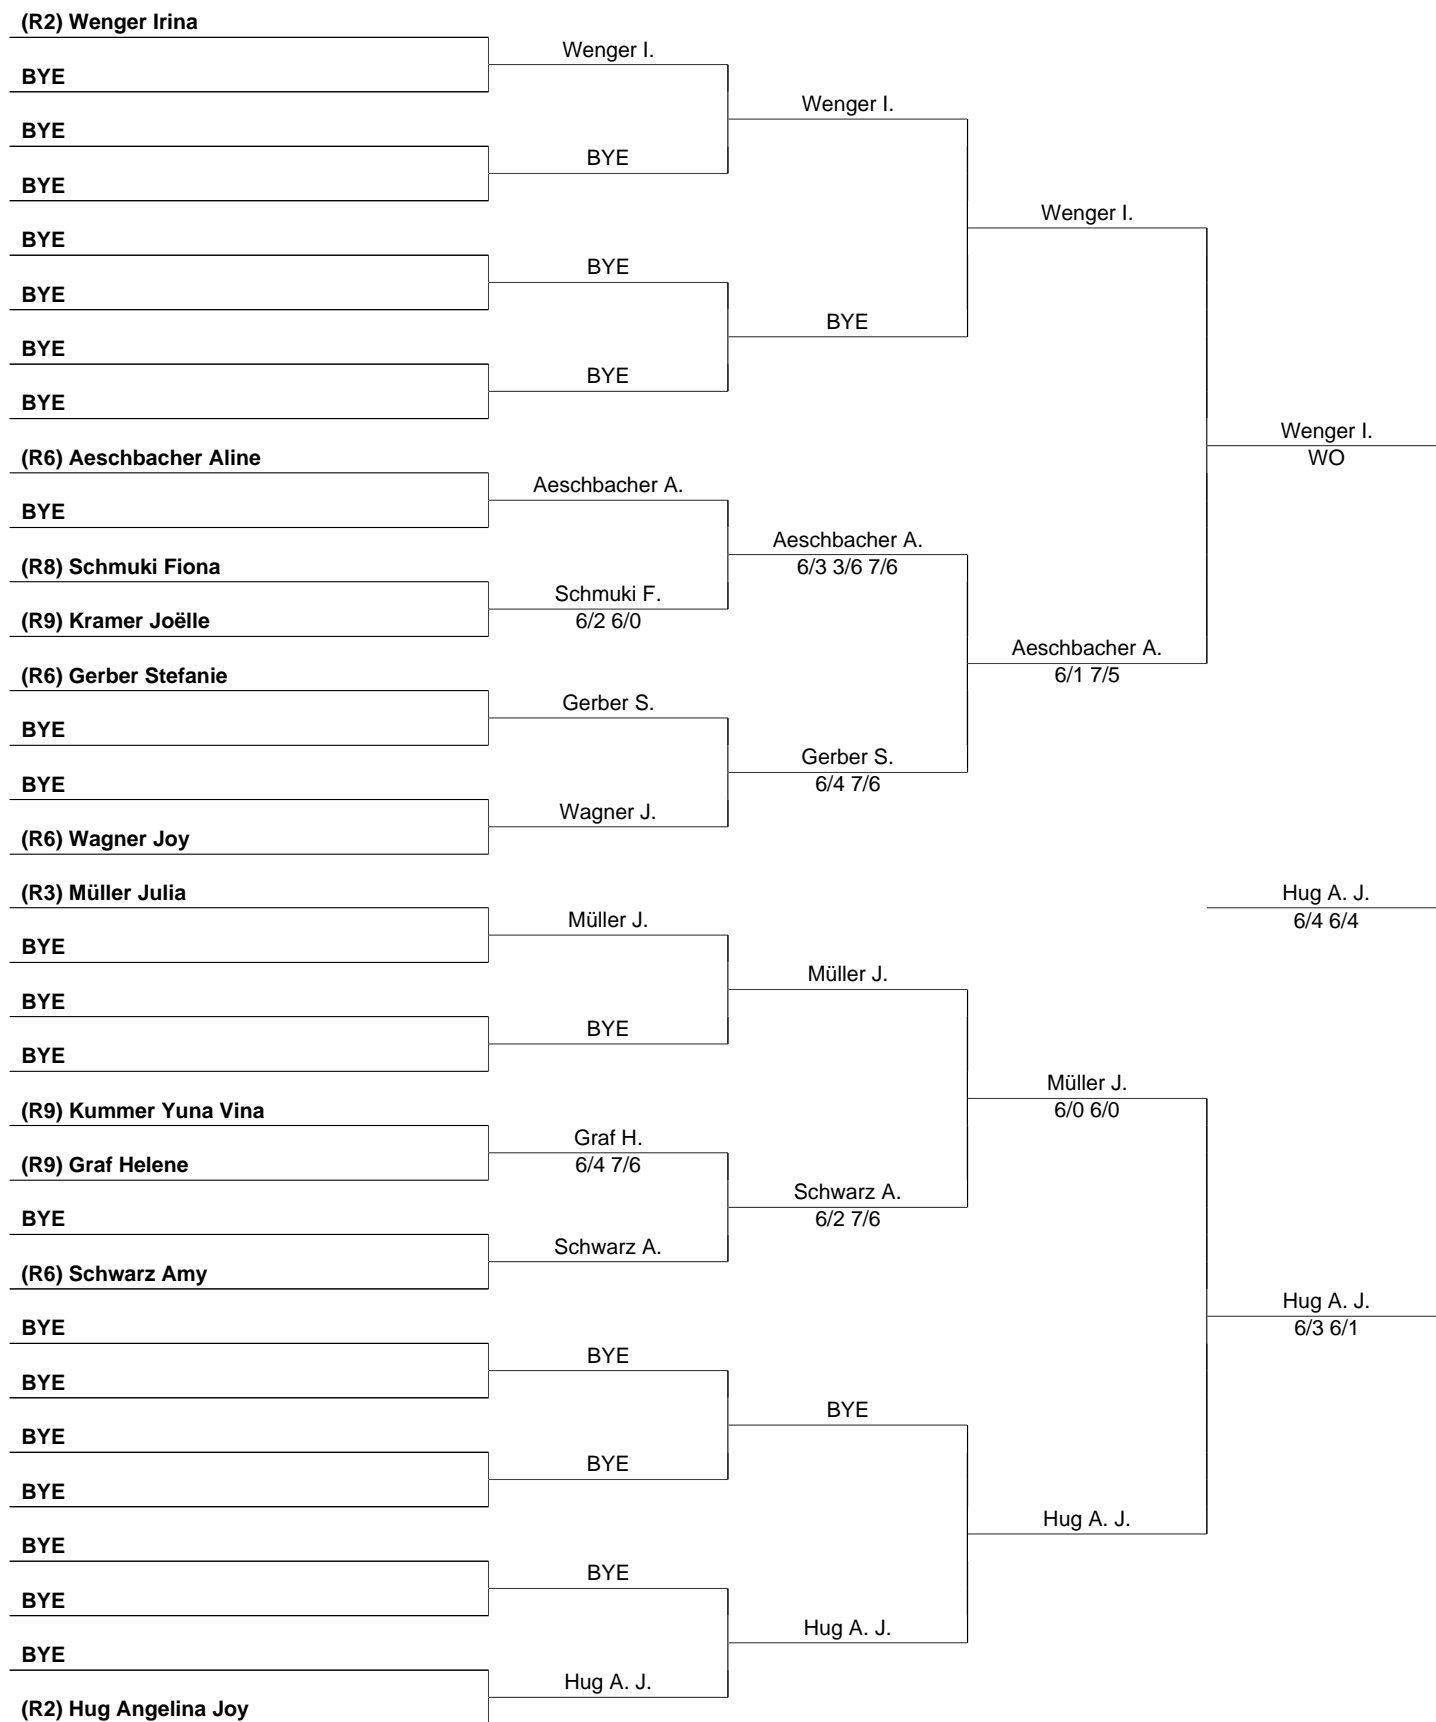 (R2) Wenger Irina
Wenger I.
BYE
Wenger I.
BYE
BYE
BYE
Wenger I.
BYE
BYE
BYE
BYE
BYE
BYE
BYE
Wenger I.
WO
(R6) Aeschbacher Aline
Aeschbacher A.
BYE
Aeschbacher A.
6/3 3/6 7/6
(R8) Schmuki Fiona
Schmuki F.
6/2 6/0
(R9) Kramer Joëlle
Aeschbacher A.
6/1 7/5
(R6) Gerber Stefanie
Gerber S.
BYE
Gerber S.
6/4 7/6
BYE
Wagner J.
(R6) Wagner Joy
(R3) Müller Julia
Hug A. J.
6/4 6/4
Müller J.
BYE
Müller J.
BYE
BYE
BYE
Müller J.
6/0 6/0
(R9) Kummer Yuna Vina
Graf H.
6/4 7/6
(R9) Graf Helene
Schwarz A.
6/2 7/6
BYE
Schwarz A.
(R6) Schwarz Amy
Hug A. J.
6/3 6/1
BYE
BYE
BYE
BYE
BYE
BYE
BYE
Hug A. J.
BYE
BYE
BYE
Hug A. J.
BYE
Hug A. J.
(R2) Hug Angelina Joy